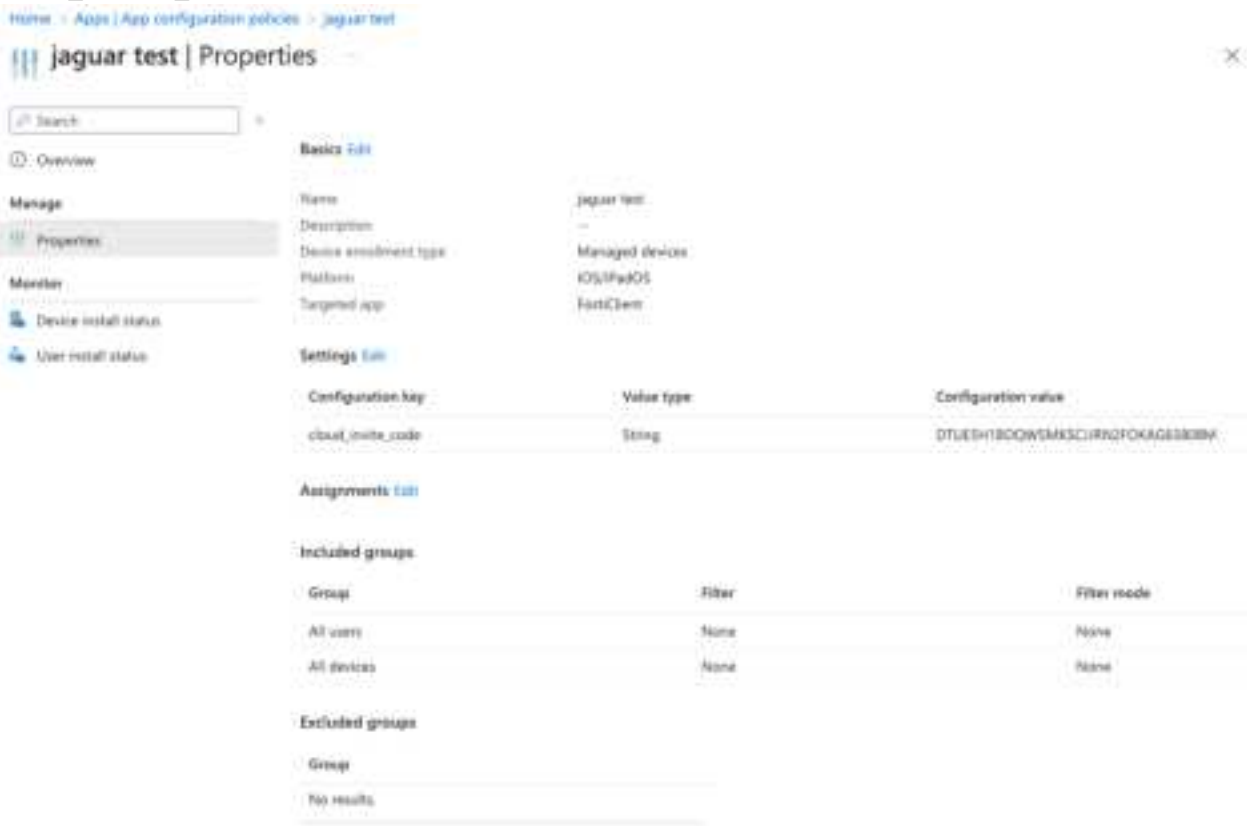 Home > Apps | App configuration policies > jaguar test
jaguar test | Properties
Search
Overview
Manage
Properties
Monitor
Device install status
User install status
Basics Edit
Name jaguar test
Description --
Device enrollment type Managed devices
Platform iOS/iPadOS
Targeted app FortiClient
Settings Edit
Configuration key Value type Configuration value
cloud_invite_code String
Assignments Edit
Included groups
Group Filter Filter mode
All users None None
All devices None None
Excluded groups
Group
No results.